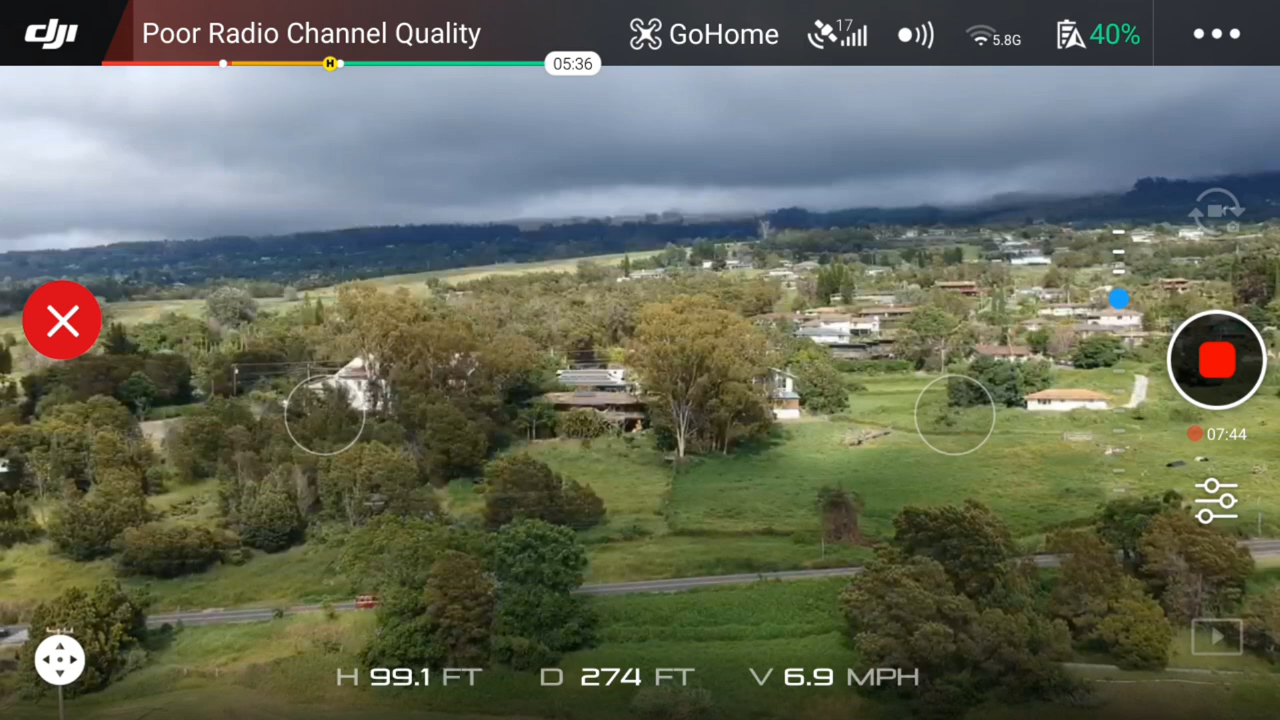 dji Poor Radio Channel Quality GoHome 17 5.8G 40%
H 05:36
07:44
H 99.1 FT D 274 FT V 6.9 MPH